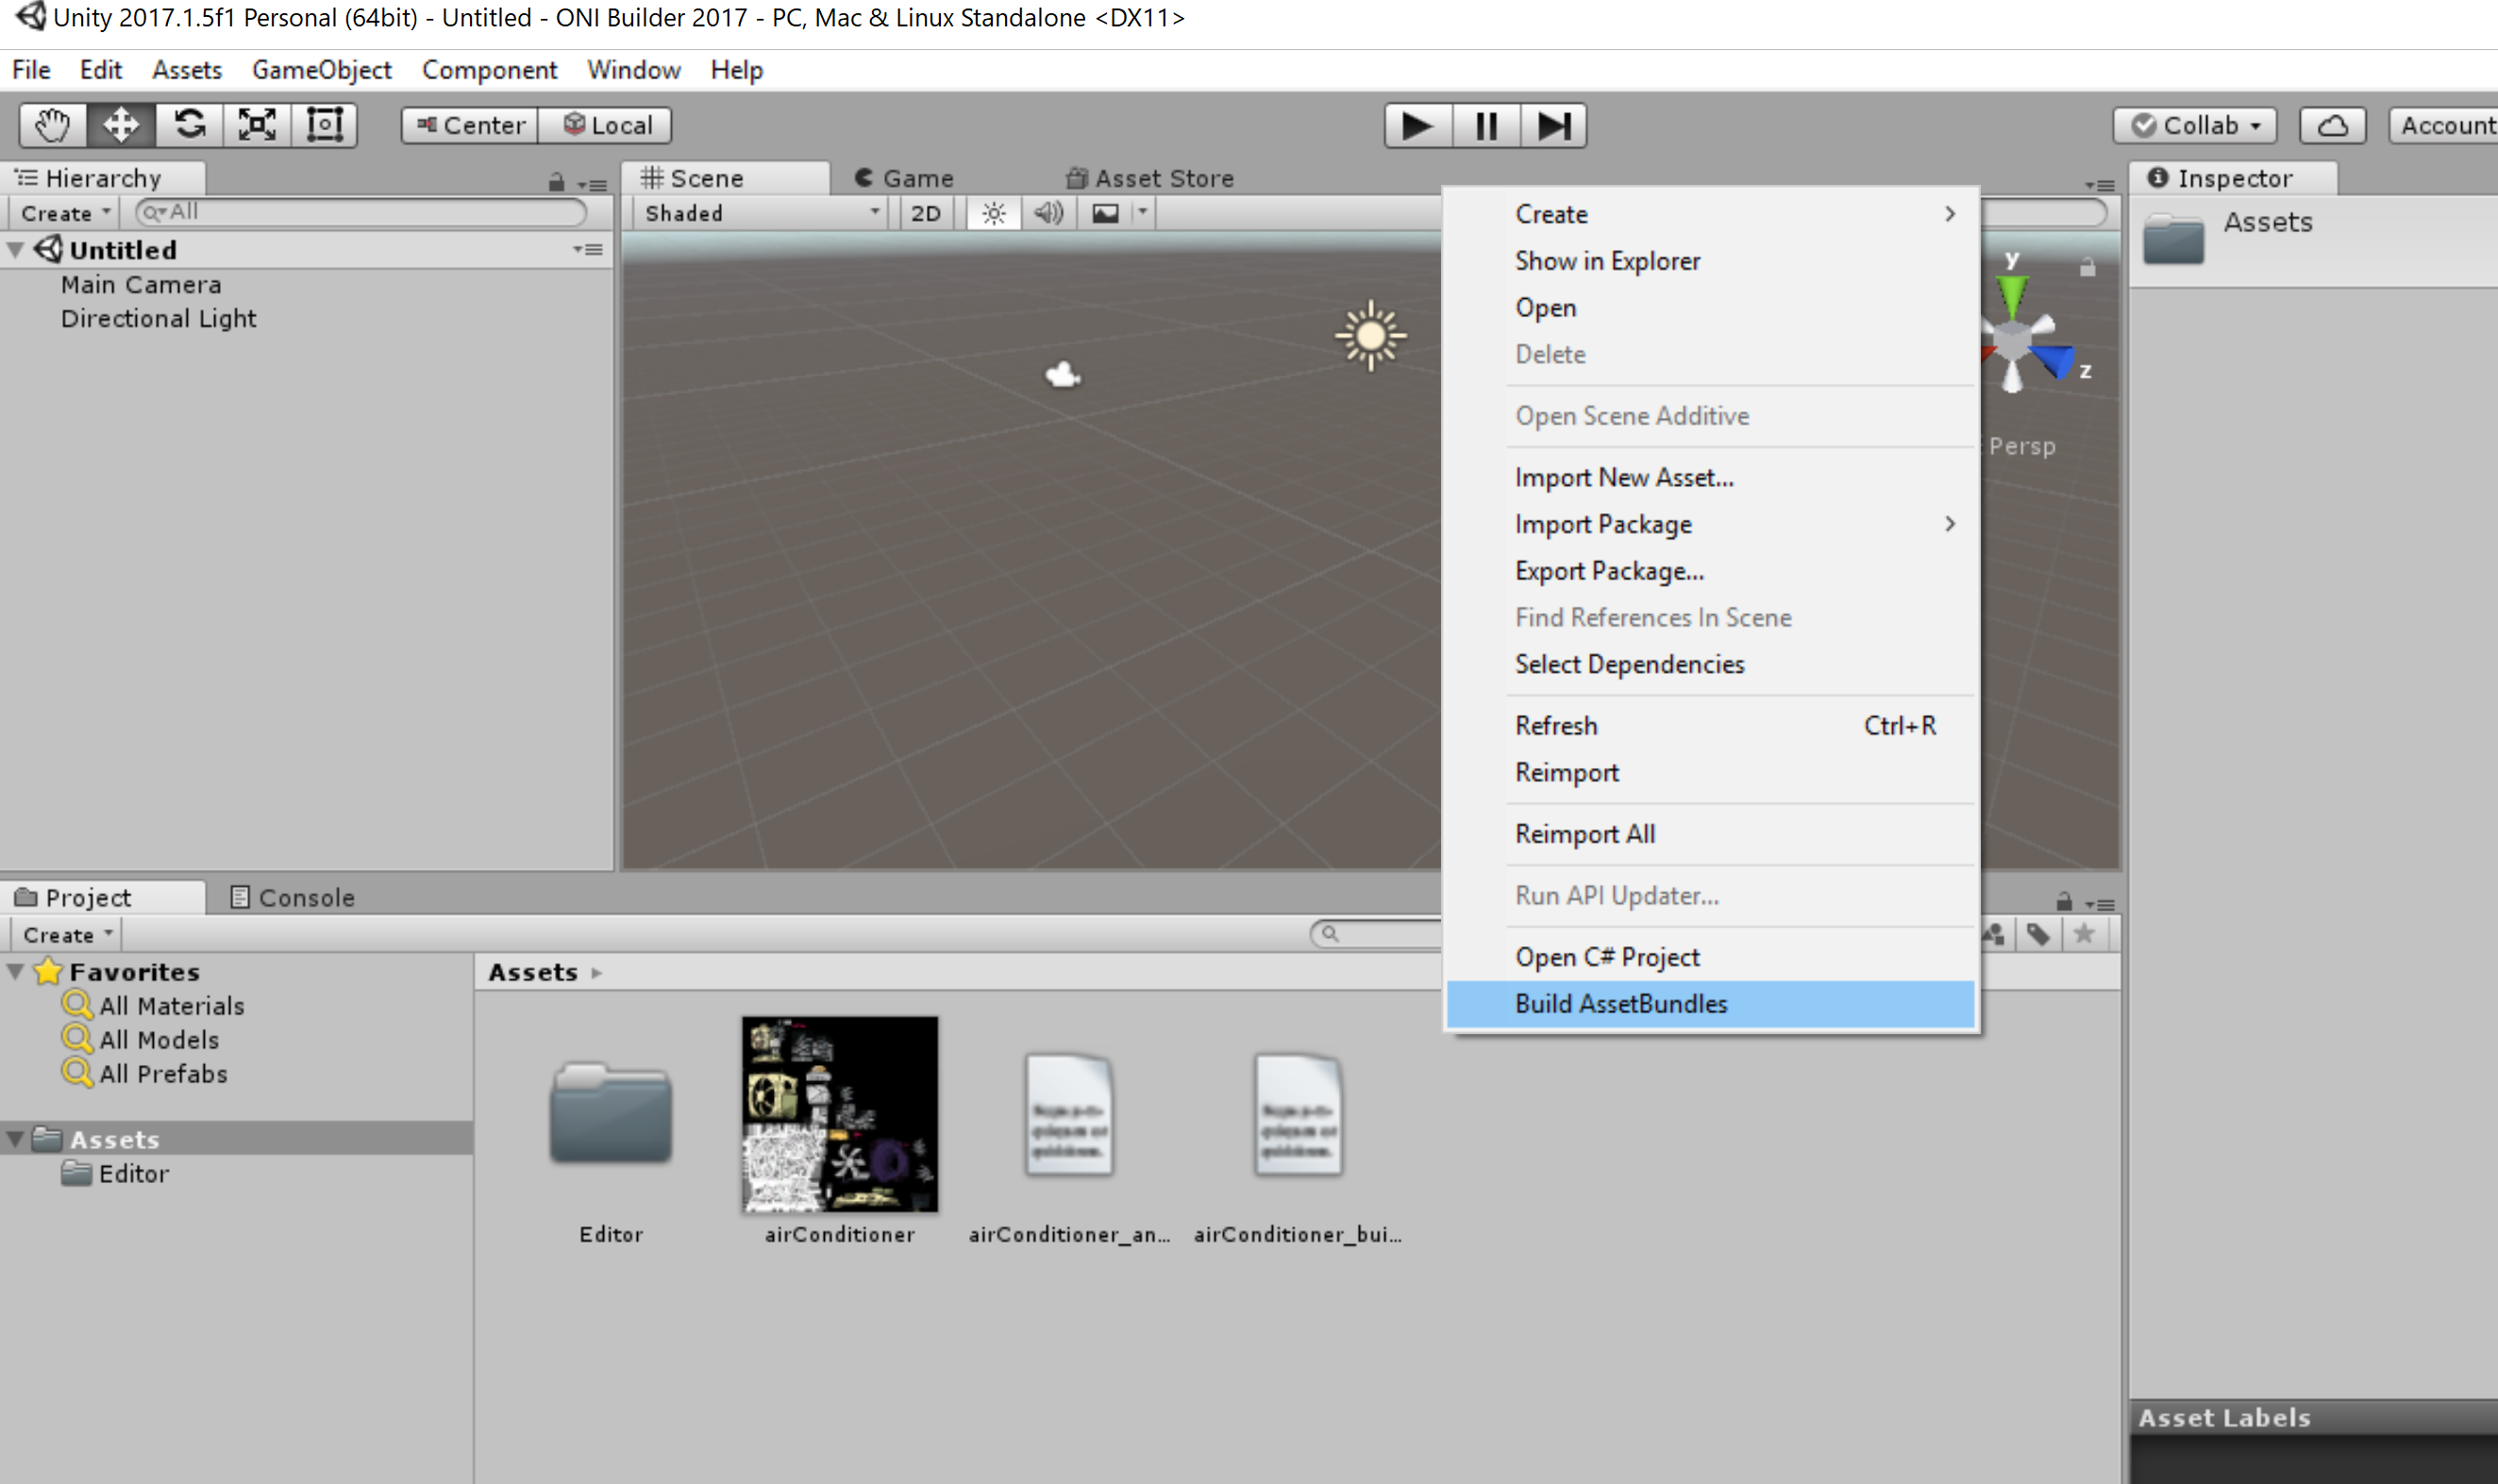 Unity 2017.1.5f1 Personal (64bit) - Untitled - ONI Builder 2017 - PC, Mac & Linux Standalone <DX11>
File Edit Assets GameObject Component Window Help
Center Local Collab Account
Hierarchy
Create All
Untitled
Main Camera
Directional Light
Scene Game Asset Store
Shaded 2D
y
z
Persp
Create
Show in Explorer
Open
Delete
Open Scene Additive
Import New Asset...
Import Package
Export Package...
Find References In Scene
Select Dependencies
Refresh Ctrl+R
Reimport
Reimport All
Run API Updater...
Open C# Project
Build AssetBundles
Inspector
Assets
Project Console
Create
Favorites
All Materials
All Models
All Prefabs
Assets
Editor
Assets
Editor airConditioner airConditioner_an... airConditioner_bui...
Asset Labels